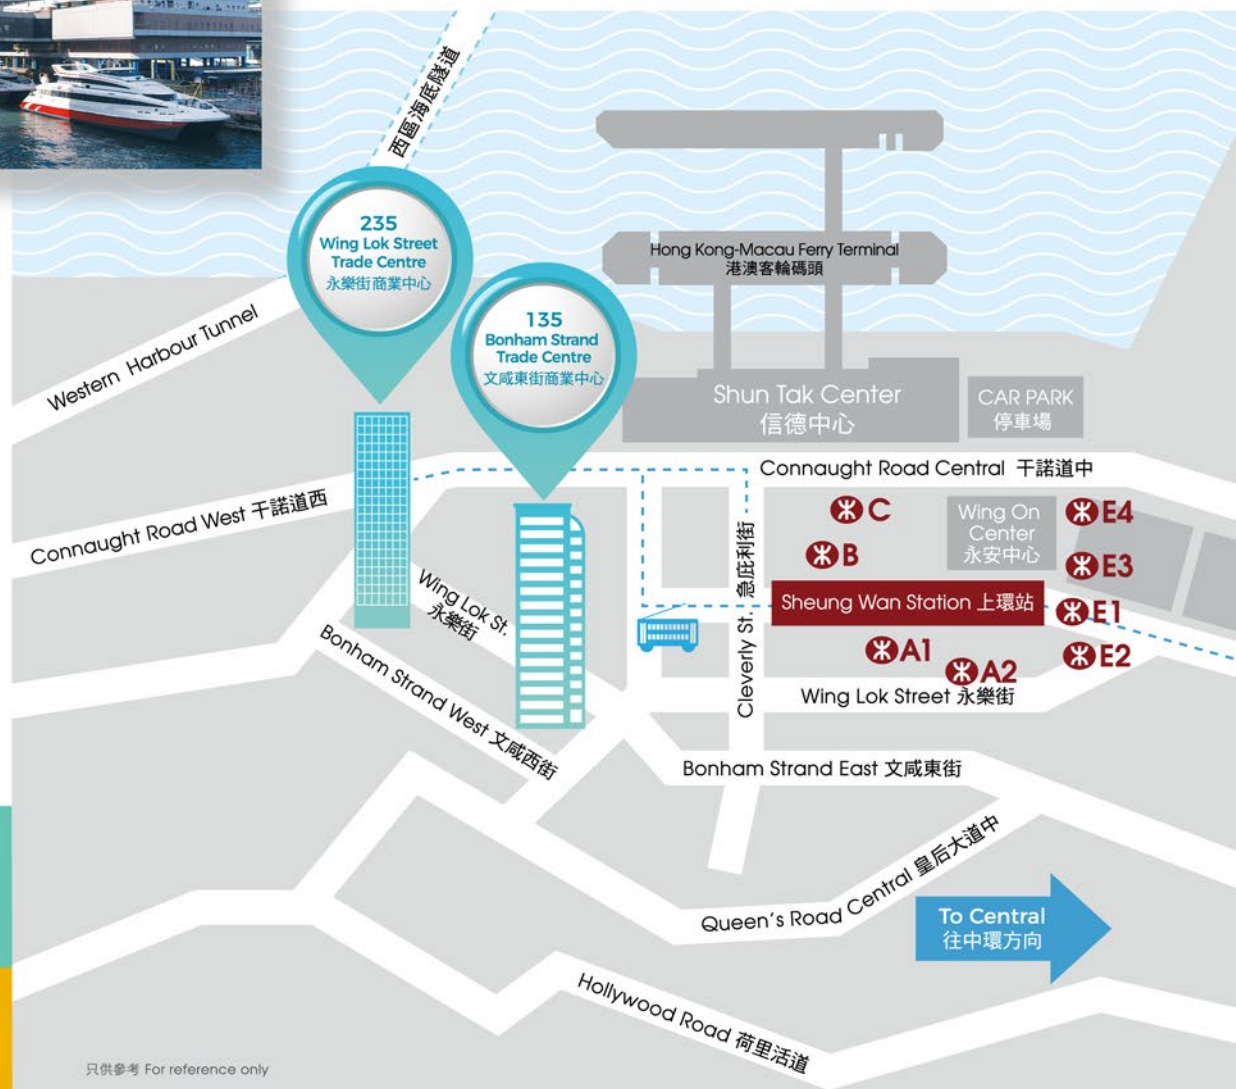 西區海底隧道
235
Wing Lok Street
Trade Centre
永樂街商業中心
Hong Kong-Macau Ferry Terminal
港澳客輪碼頭
135
Bonham Strand
Trade Centre
文咸東街商業中心
Western Harbour Tunnel
Shun Tak Center
信德中心
CAR PARK
停車場
Connaught Road Central 干諾道中
Connaught Road West 干諾道西
C
Wing On
Center
永安中心
E4
B
E3
Cleverly St. 急庇利街
Sheung Wan Station 上環站
E1
Wing Lok St.
永樂街
A1
A2
E2
Wing Lok Street 永樂街
Bonham Strand West 文咸西街
Bonham Strand East 文咸東街
Queen's Road Central 皇后大道中
To Central
往中環方向
Hollywood Road 荷里活道
只供參考 For reference only